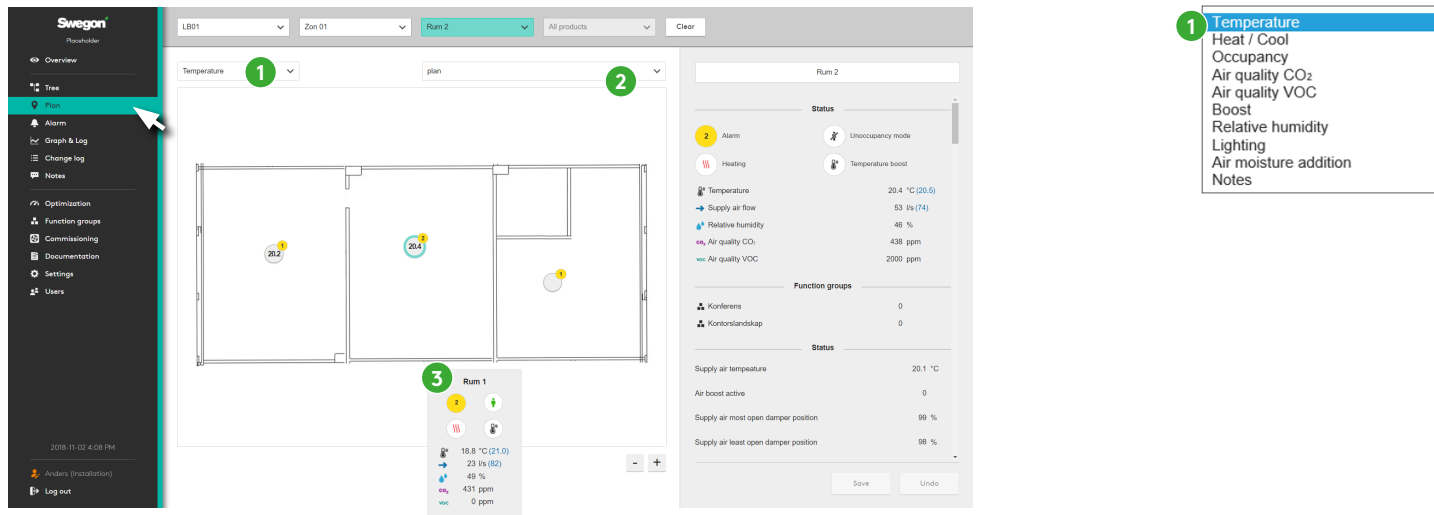 Swegon
Placeholder
Overview
Tree
Plan
Alarm
Graph & Log
Change log
Notes
Optimization
Function groups
Commissioning
Documentation
Settings
Users
2018-11-02 4:08 PM
Anders (Installation)
Log out
LB01
Zon 01
Rum 2
All products
Clear
Temperature
1
plan
2
20.2
1
20.4
2
1
3
Rum 1
2
18.8 °C (21.0)
23 l/s (82)
49 %
CO₂ 431 ppm
VOC 0 ppm
- +
Rum 2
Status
2 Alarm
Unoccupancy mode
Heating
Temperature boost
Temperature 20.4 °C (20.5)
Supply air flow 53 l/s (74)
Relative humidity 46 %
CO₂ Air quality CO₂ 438 ppm
VOC Air quality VOC 2000 ppm
Function groups
Konferens 0
Kontorslandskap 0
Status
Supply air tempeature 20.1 °C
Air boost active 0
Supply air most open damper position 99 %
Supply air least open damper position 98 %
Save
Undo
1
Temperature
Heat / Cool
Occupancy
Air quality CO₂
Air quality VOC
Boost
Relative humidity
Lighting
Air moisture addition
Notes